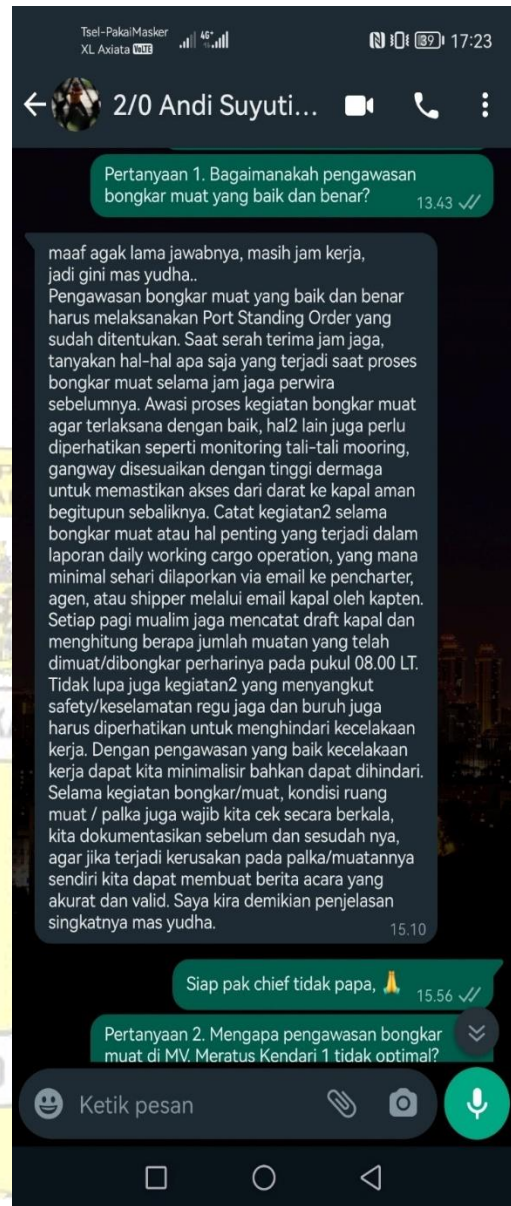 Tsel-PakaiMasker
XL Axiata VoLTE
46+
39 17:23
2/0 Andi Suyuti...
Pertanyaan 1. Bagaimanakah pengawasan
bongkar muat yang baik dan benar?
13.43
maaf agak lama jawabnya, masih jam kerja,
jadi gini mas yudha..
Pengawasan bongkar muat yang baik dan benar
harus melaksanakan Port Standing Order yang
sudah ditentukan. Saat serah terima jam jaga,
tanyakan hal-hal apa saja yang terjadi saat proses
bongkar muat selama jam jaga perwira
sebelumnya. Awasi proses kegiatan bongkar muat
agar terlaksana dengan baik, hal2 lain juga perlu
diperhatikan seperti monitoring tali-tali mooring,
gangway disesuaikan dengan tinggi dermaga
untuk memastikan akses dari darat ke kapal aman
begitupun sebaliknya. Catat kegiatan2 selama
bongkar muat atau hal penting yang terjadi dalam
laporan daily working cargo operation, yang mana
minimal sehari dilaporkan via email ke pencharter,
agen, atau shipper melalui email kapal oleh kapten.
Setiap pagi mualim jaga mencatat draft kapal dan
menghitung berapa jumlah muatan yang telah
dimuat/dibongkar perharinya pada pukul 08.00 LT.
Tidak lupa juga kegiatan2 yang menyangkut
safety/keselamatan regu jaga dan buruh juga
harus diperhatikan untuk menghindari kecelakaan
kerja. Dengan pengawasan yang baik kecelakaan
kerja dapat kita minimalisir bahkan dapat dihindari.
Selama kegiatan bongkar/muat, kondisi ruang
muat / palka juga wajib kita cek secara berkala,
kita dokumentasikan sebelum dan sesudah nya,
agar jika terjadi kerusakan pada palka/muatannya
sendiri kita dapat membuat berita acara yang
akurat dan valid. Saya kira demikian penjelasan
singkatnya mas yudha.
15.10
Siap pak chief tidak papa, 🙏
15.56
Pertanyaan 2. Mengapa pengawasan bongkar
muat di MV. Meratus Kendari 1 tidak optimal?
Ketik pesan